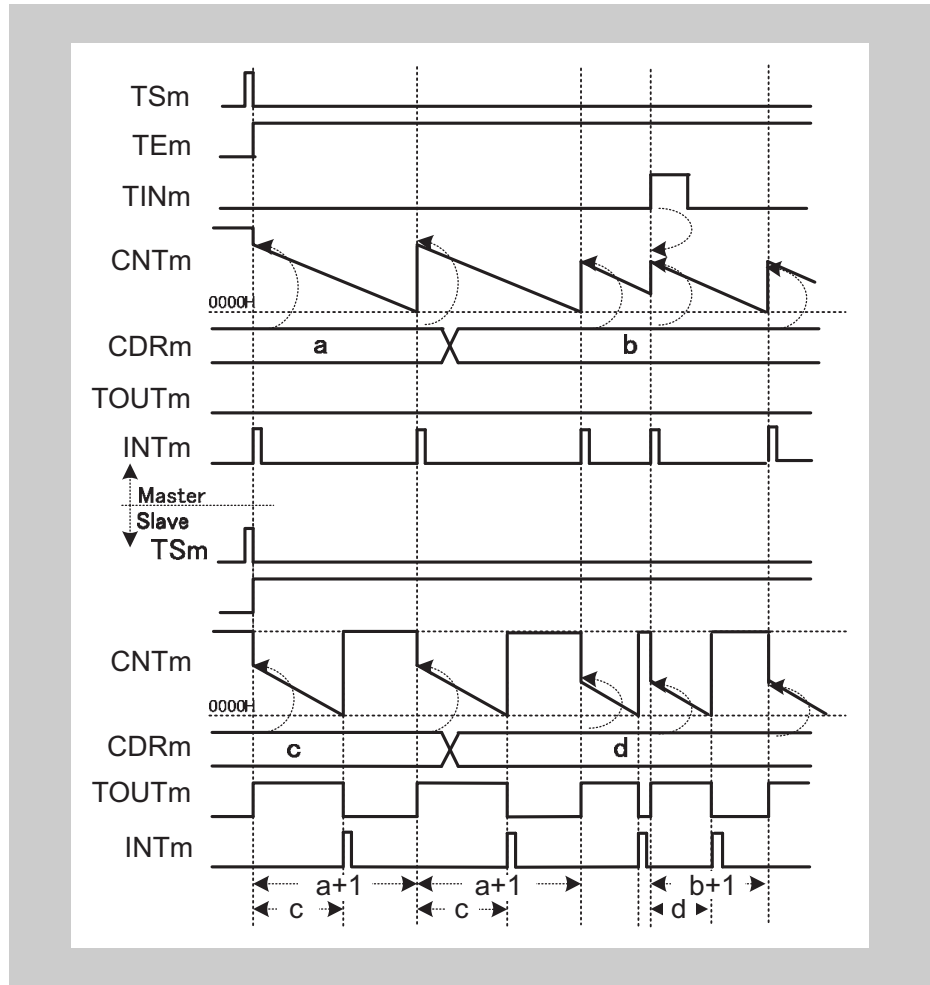 TSm
TEm
TINm
CNTm
0000H
CDRm
a
b
TOUTm
INTm
Master
Slave
TSm
CNTm
0000H
CDRm
c
d
TOUTm
INTm
a+1
a+1
b+1
c
c
d